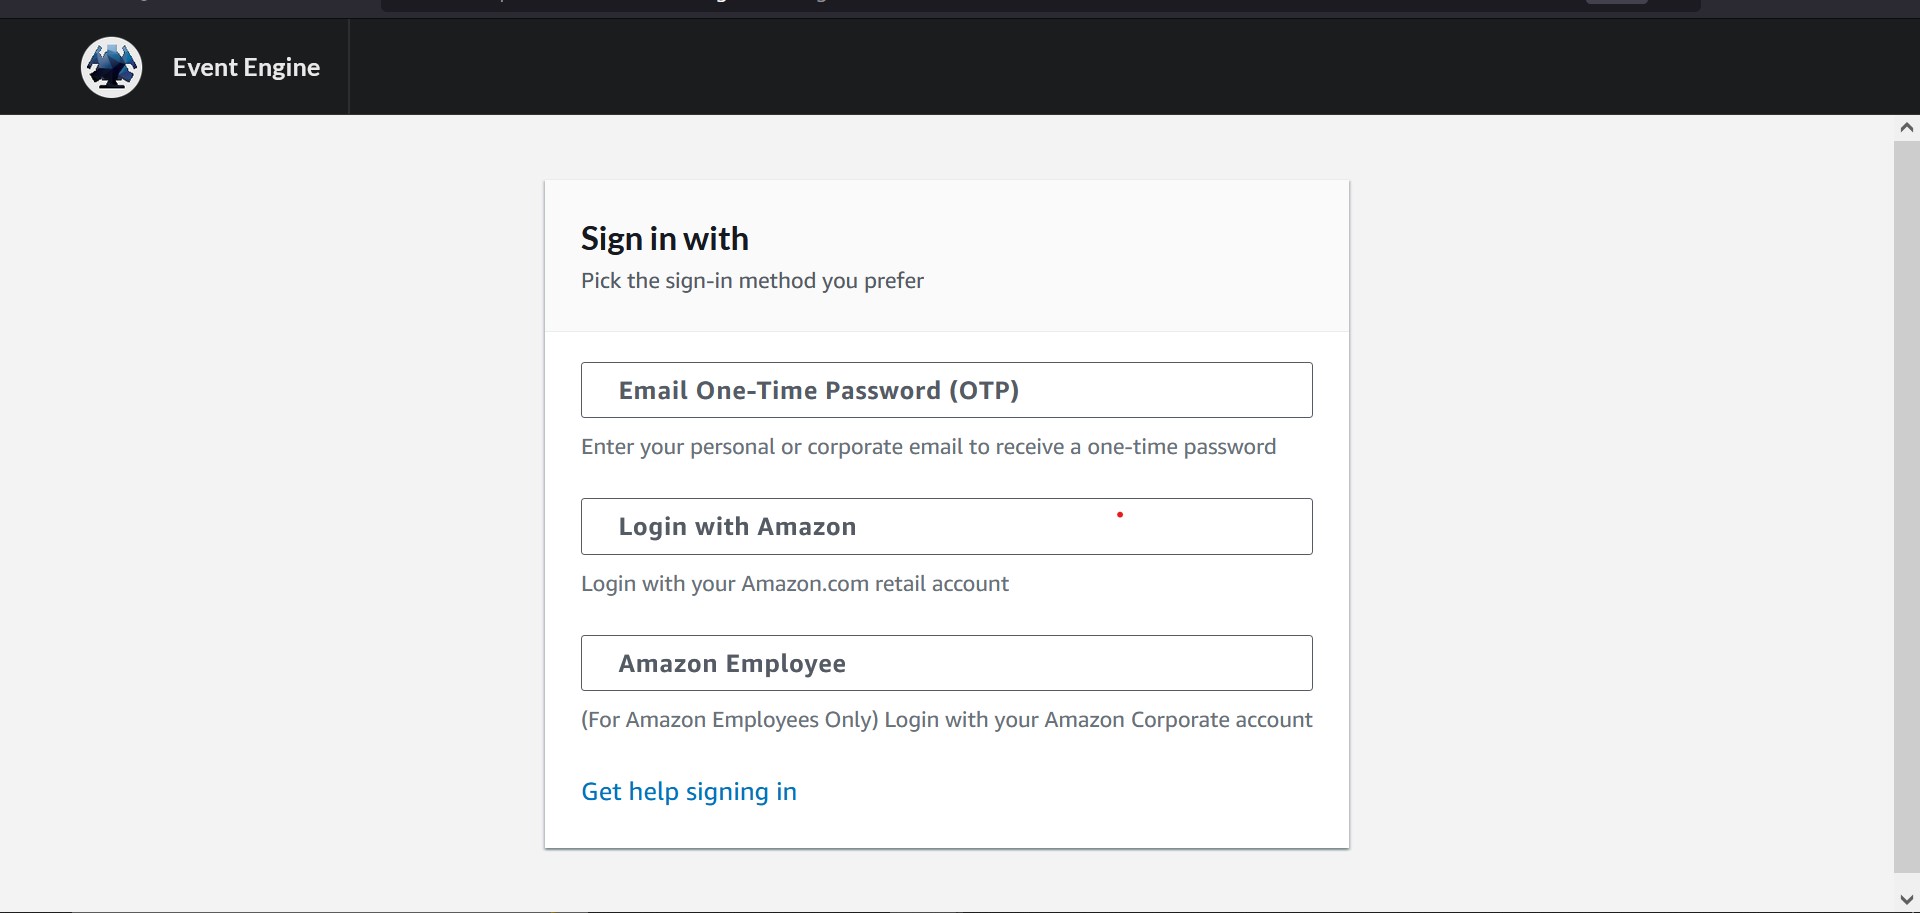 Event Engine
Sign in with
Pick the sign-in method you prefer
Email One-Time Password (OTP)
Enter your personal or corporate email to receive a one-time password
Login with Amazon
Login with your Amazon.com retail account
Amazon Employee
(For Amazon Employees Only) Login with your Amazon Corporate account
Get help signing in